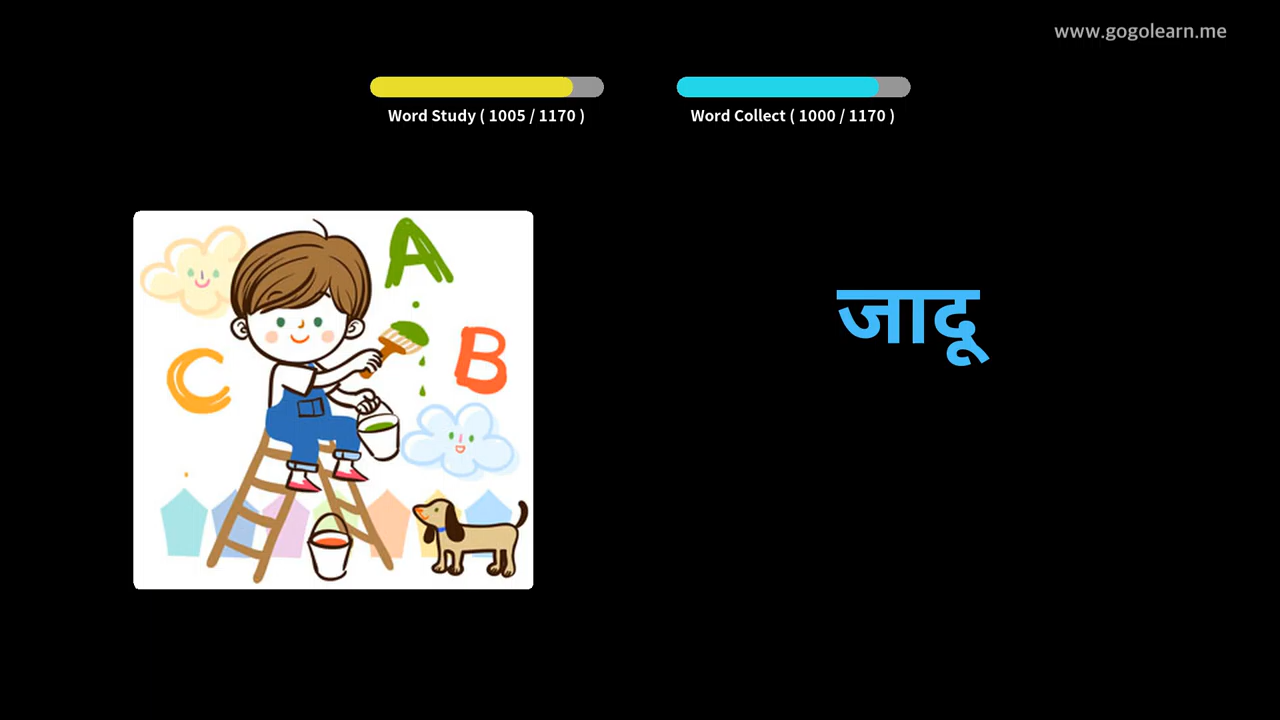 www.gogolearn.me
Word Study ( 1005 / 1170 )
Word Collect ( 1000 / 1170 )
A
B
C
जादू